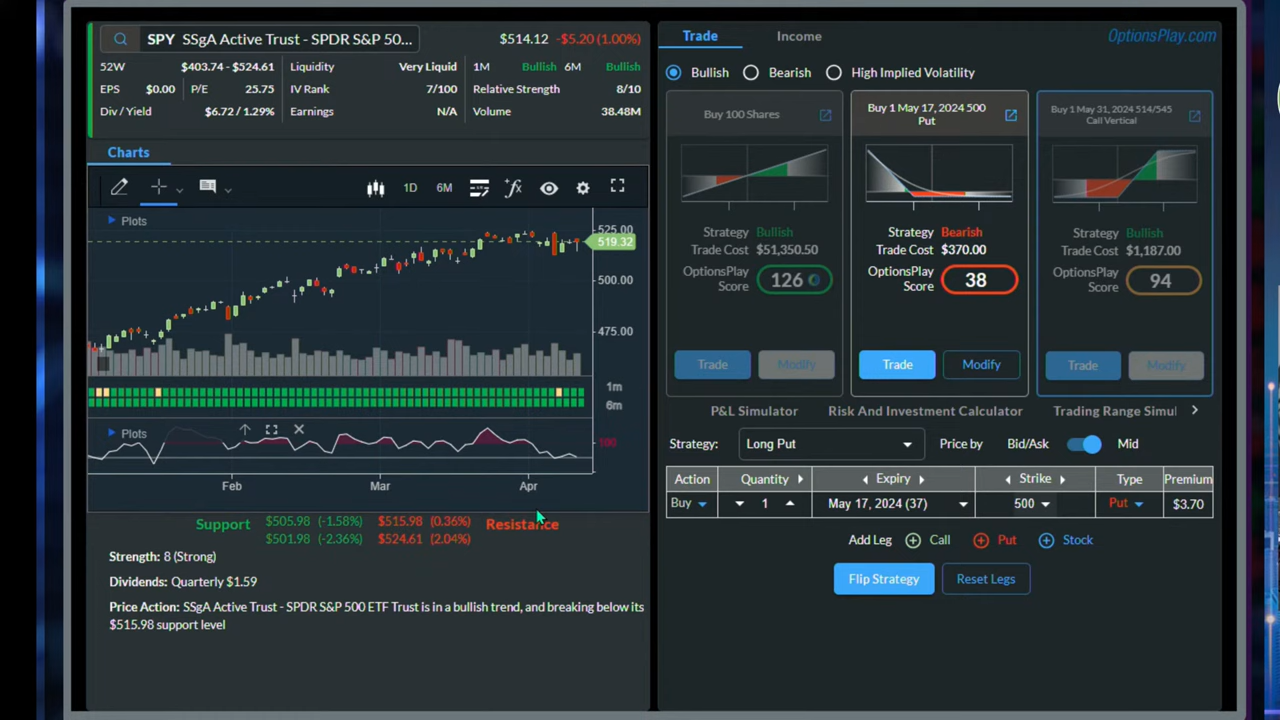 SPY SSgA Active Trust - SPDR S&P 50... $514.12 -$5.20 (1.00%)
52W $403.74 - $524.61 Liquidity Very Liquid 1M Bullish 6M Bullish
EPS $0.00 P/E 25.75 IV Rank 7/100 Relative Strength 8/10
Div / Yield $6.72 / 1.29% Earnings N/A Volume 38.48M
Charts
1D 6M
Plots
525.00
519.32
500.00
475.00
1m
6m
Plots
Feb Mar Apr
Support $505.98 (-1.58%) $515.98 (0.36%) Resistance
$501.98 (-2.36%) $524.61 (2.04%)
Strength: 8 (Strong)
Dividends: Quarterly $1.59
Price Action: SSgA Active Trust - SPDR S&P 500 ETF Trust is in a bullish trend, and breaking below its
$515.98 support level
Trade Income OptionsPlay.com
Bullish Bearish High Implied Volatility
Buy 100 Shares
Strategy Bullish
Trade Cost $51,350.50
OptionsPlay
Score 126
Trade Modify
Buy 1 May 17, 2024 500
Put
Strategy Bearish
Trade Cost $370.00
OptionsPlay
Score 38
Trade Modify
Buy 1 May 31, 2024 514/545
Call Vertical
Strategy Bullish
Trade Cost $1,187.00
OptionsPlay
Score 94
Trade Modify
P&L Simulator Risk And Investment Calculator Trading Range Simul
Strategy: Long Put Price by Bid/Ask Mid
Action Quantity Expiry Strike Type Premium
Buy 1 May 17, 2024 (37) 500 Put $3.70
Add Leg Call Put Stock
Flip Strategy Reset Legs